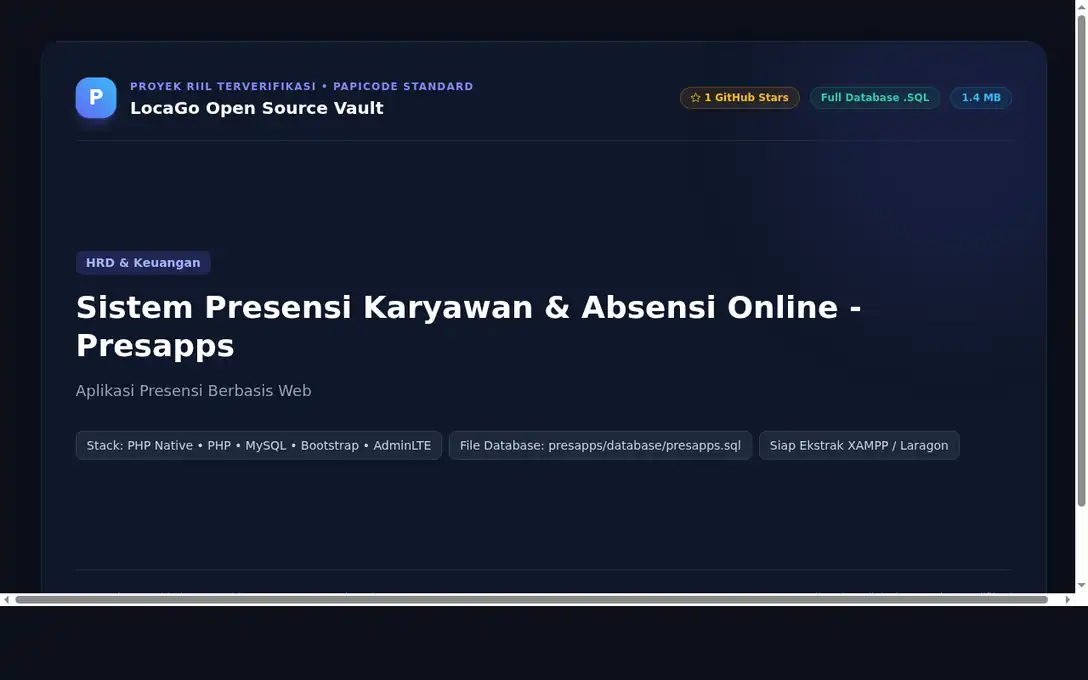 P
PROYEK RIIL TERVERIFIKASI • PAPICODE STANDARD
LocaGo Open Source Vault
☆ 1 GitHub Stars
Full Database .SQL
1.4 MB
HRD & Keuangan
Sistem Presensi Karyawan & Absensi Online -
Presapps
Aplikasi Presensi Berbasis Web
Stack: PHP Native • PHP • MySQL • Bootstrap • AdminLTE
File Database: presapps/database/presapps.sql
Siap Ekstrak XAMPP / Laragon